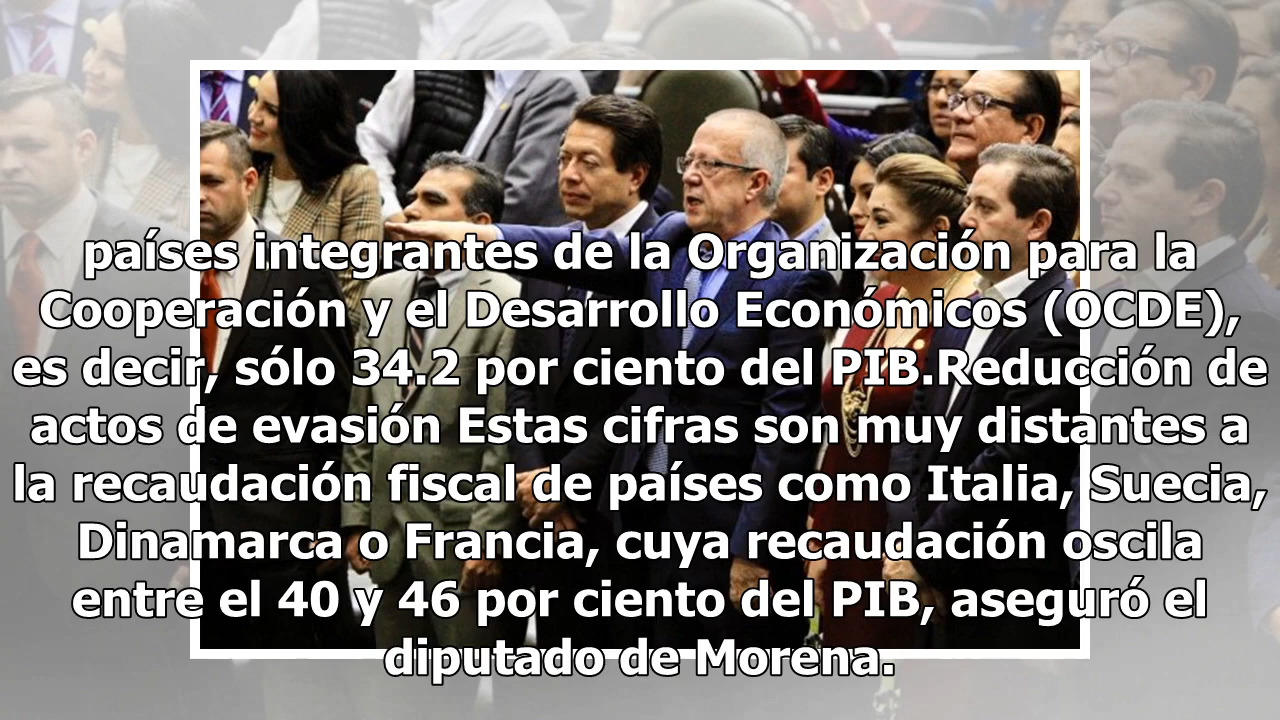 países integrantes de la Organización para la
Cooperación y el Desarrollo Económicos (OCDE),
es decir, sólo 34.2 por ciento del PIB.Reducción de
actos de evasión Estas cifras son muy distantes a
la recaudación fiscal de países como Italia, Suecia,
Dinamarca o Francia, cuya recaudación oscila
entre el 40 y 46 por ciento del PIB, aseguró el
diputado de Morena.